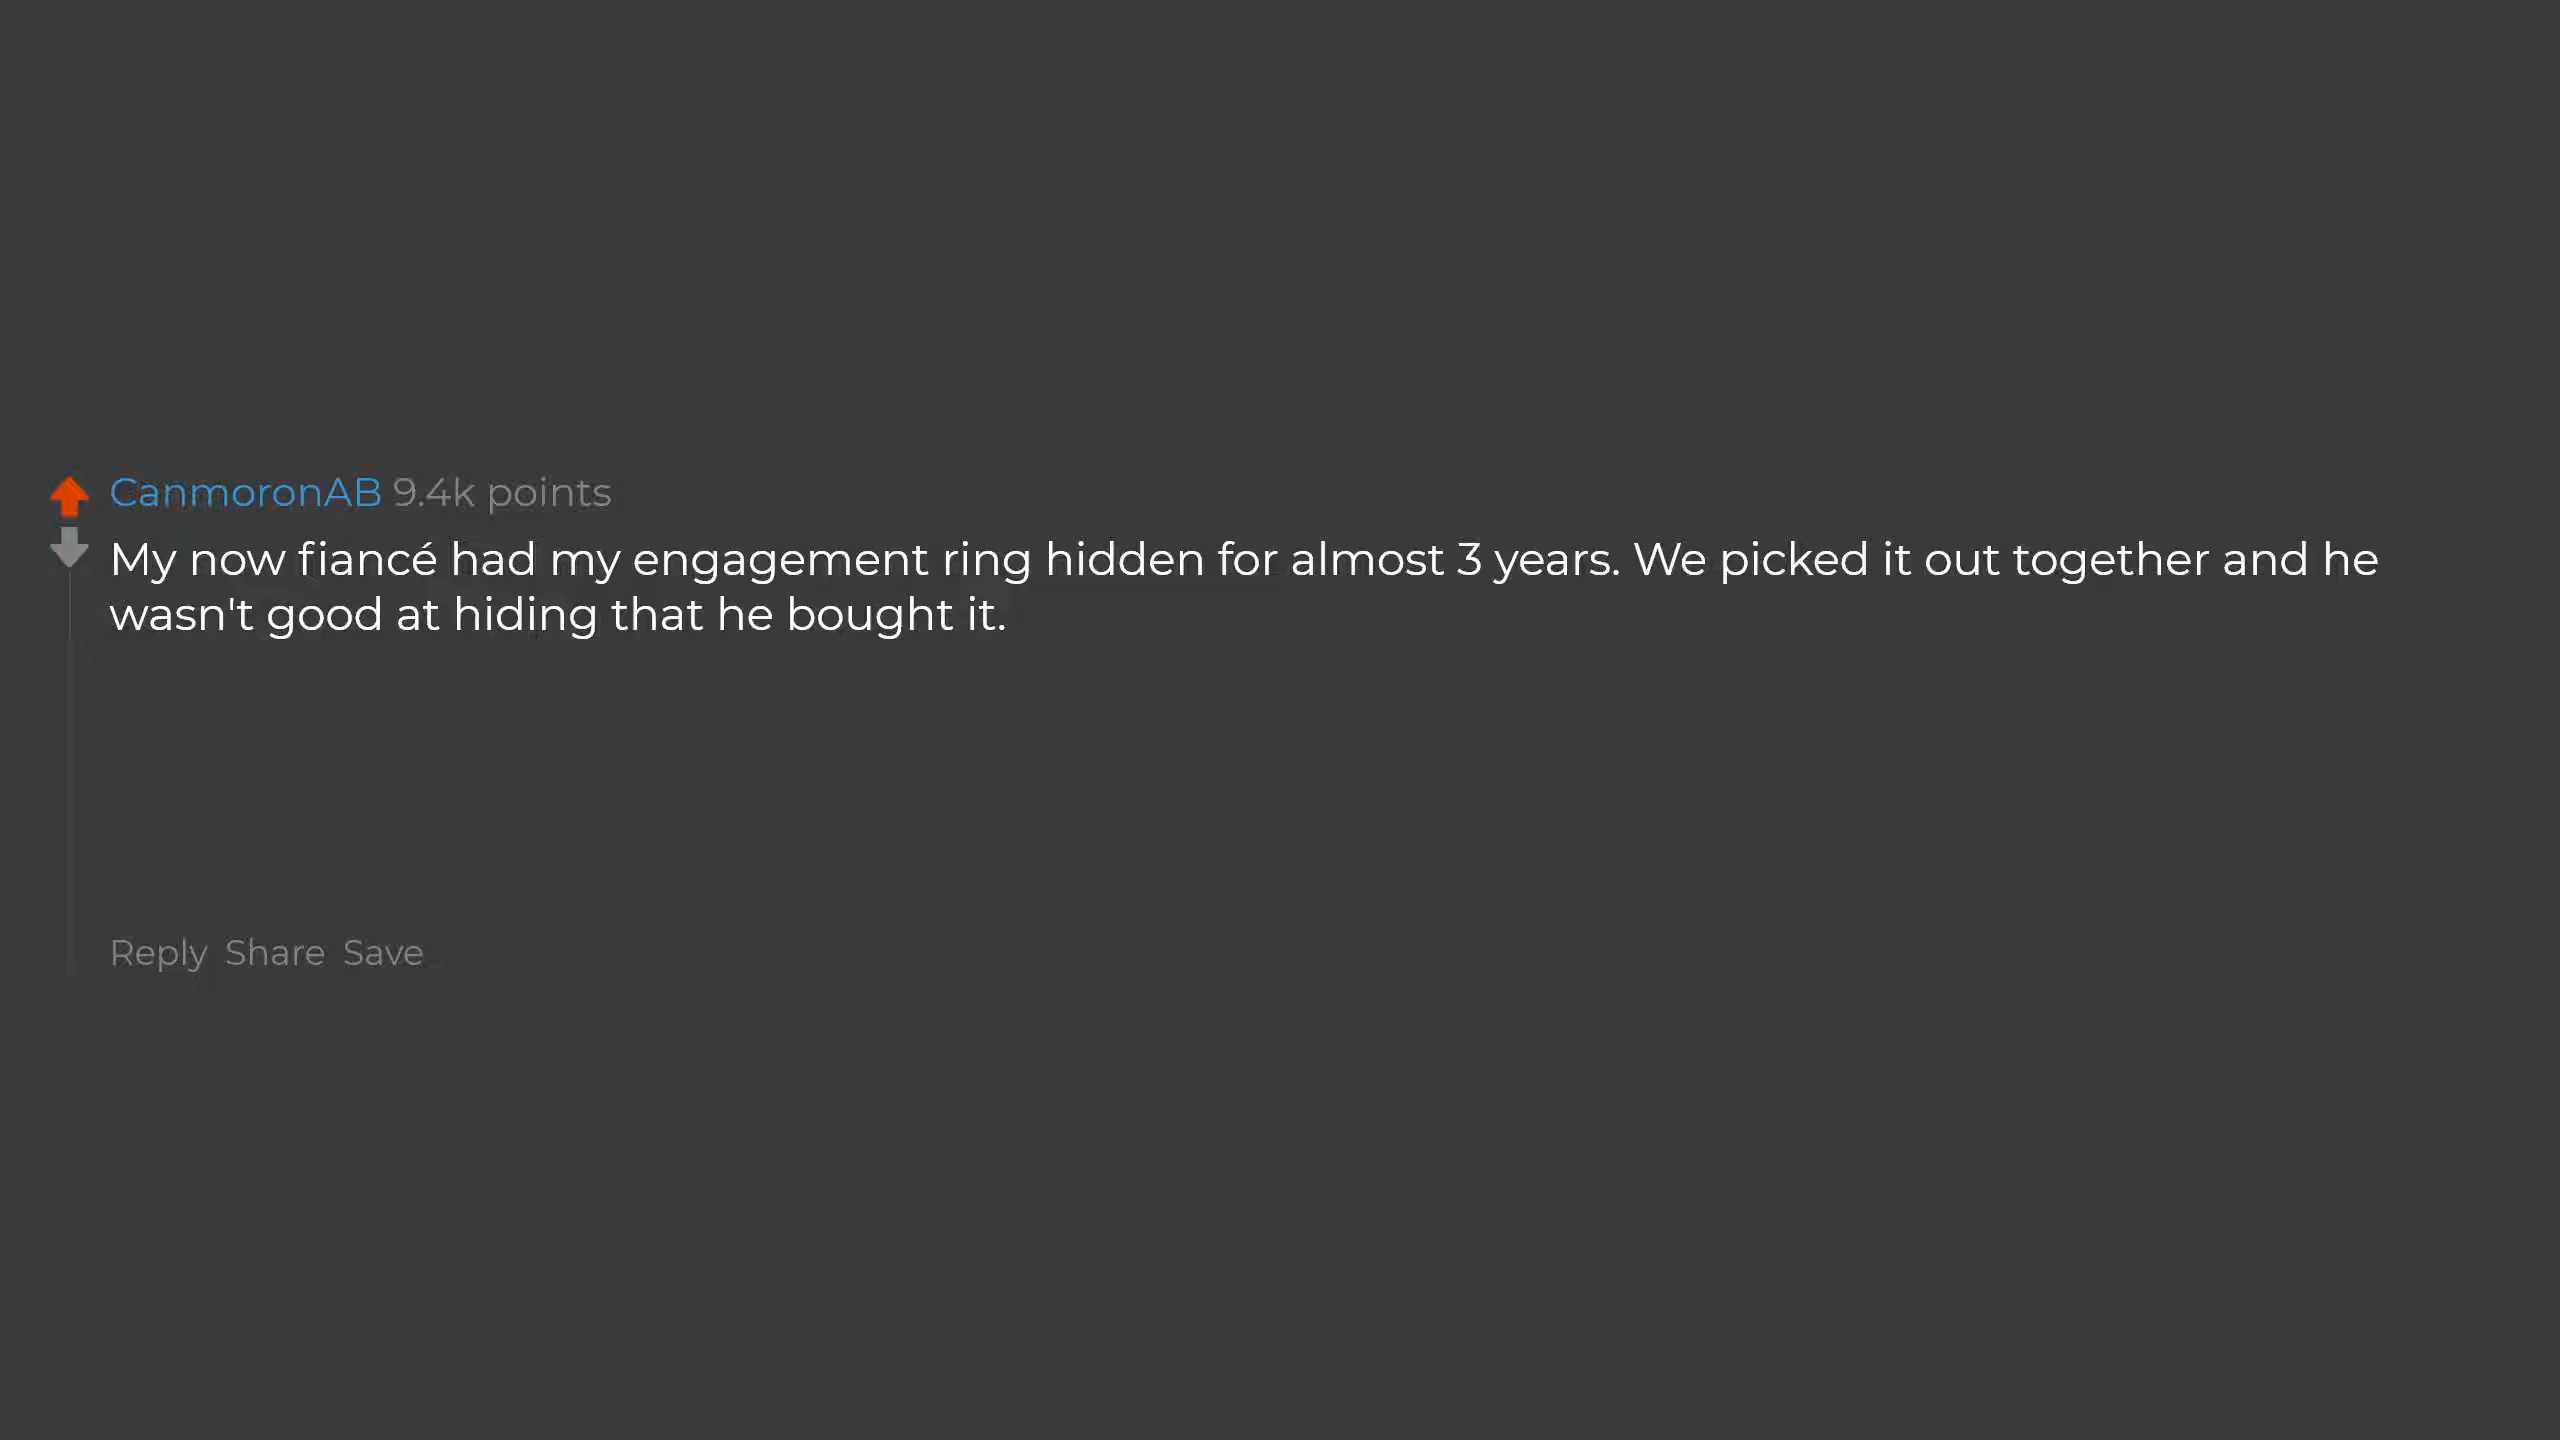 CanmoronAB 9.4k points
My now fiancé had my engagement ring hidden for almost 3 years. We picked it out together and he
wasn't good at hiding that he bought it.
Reply Share Save